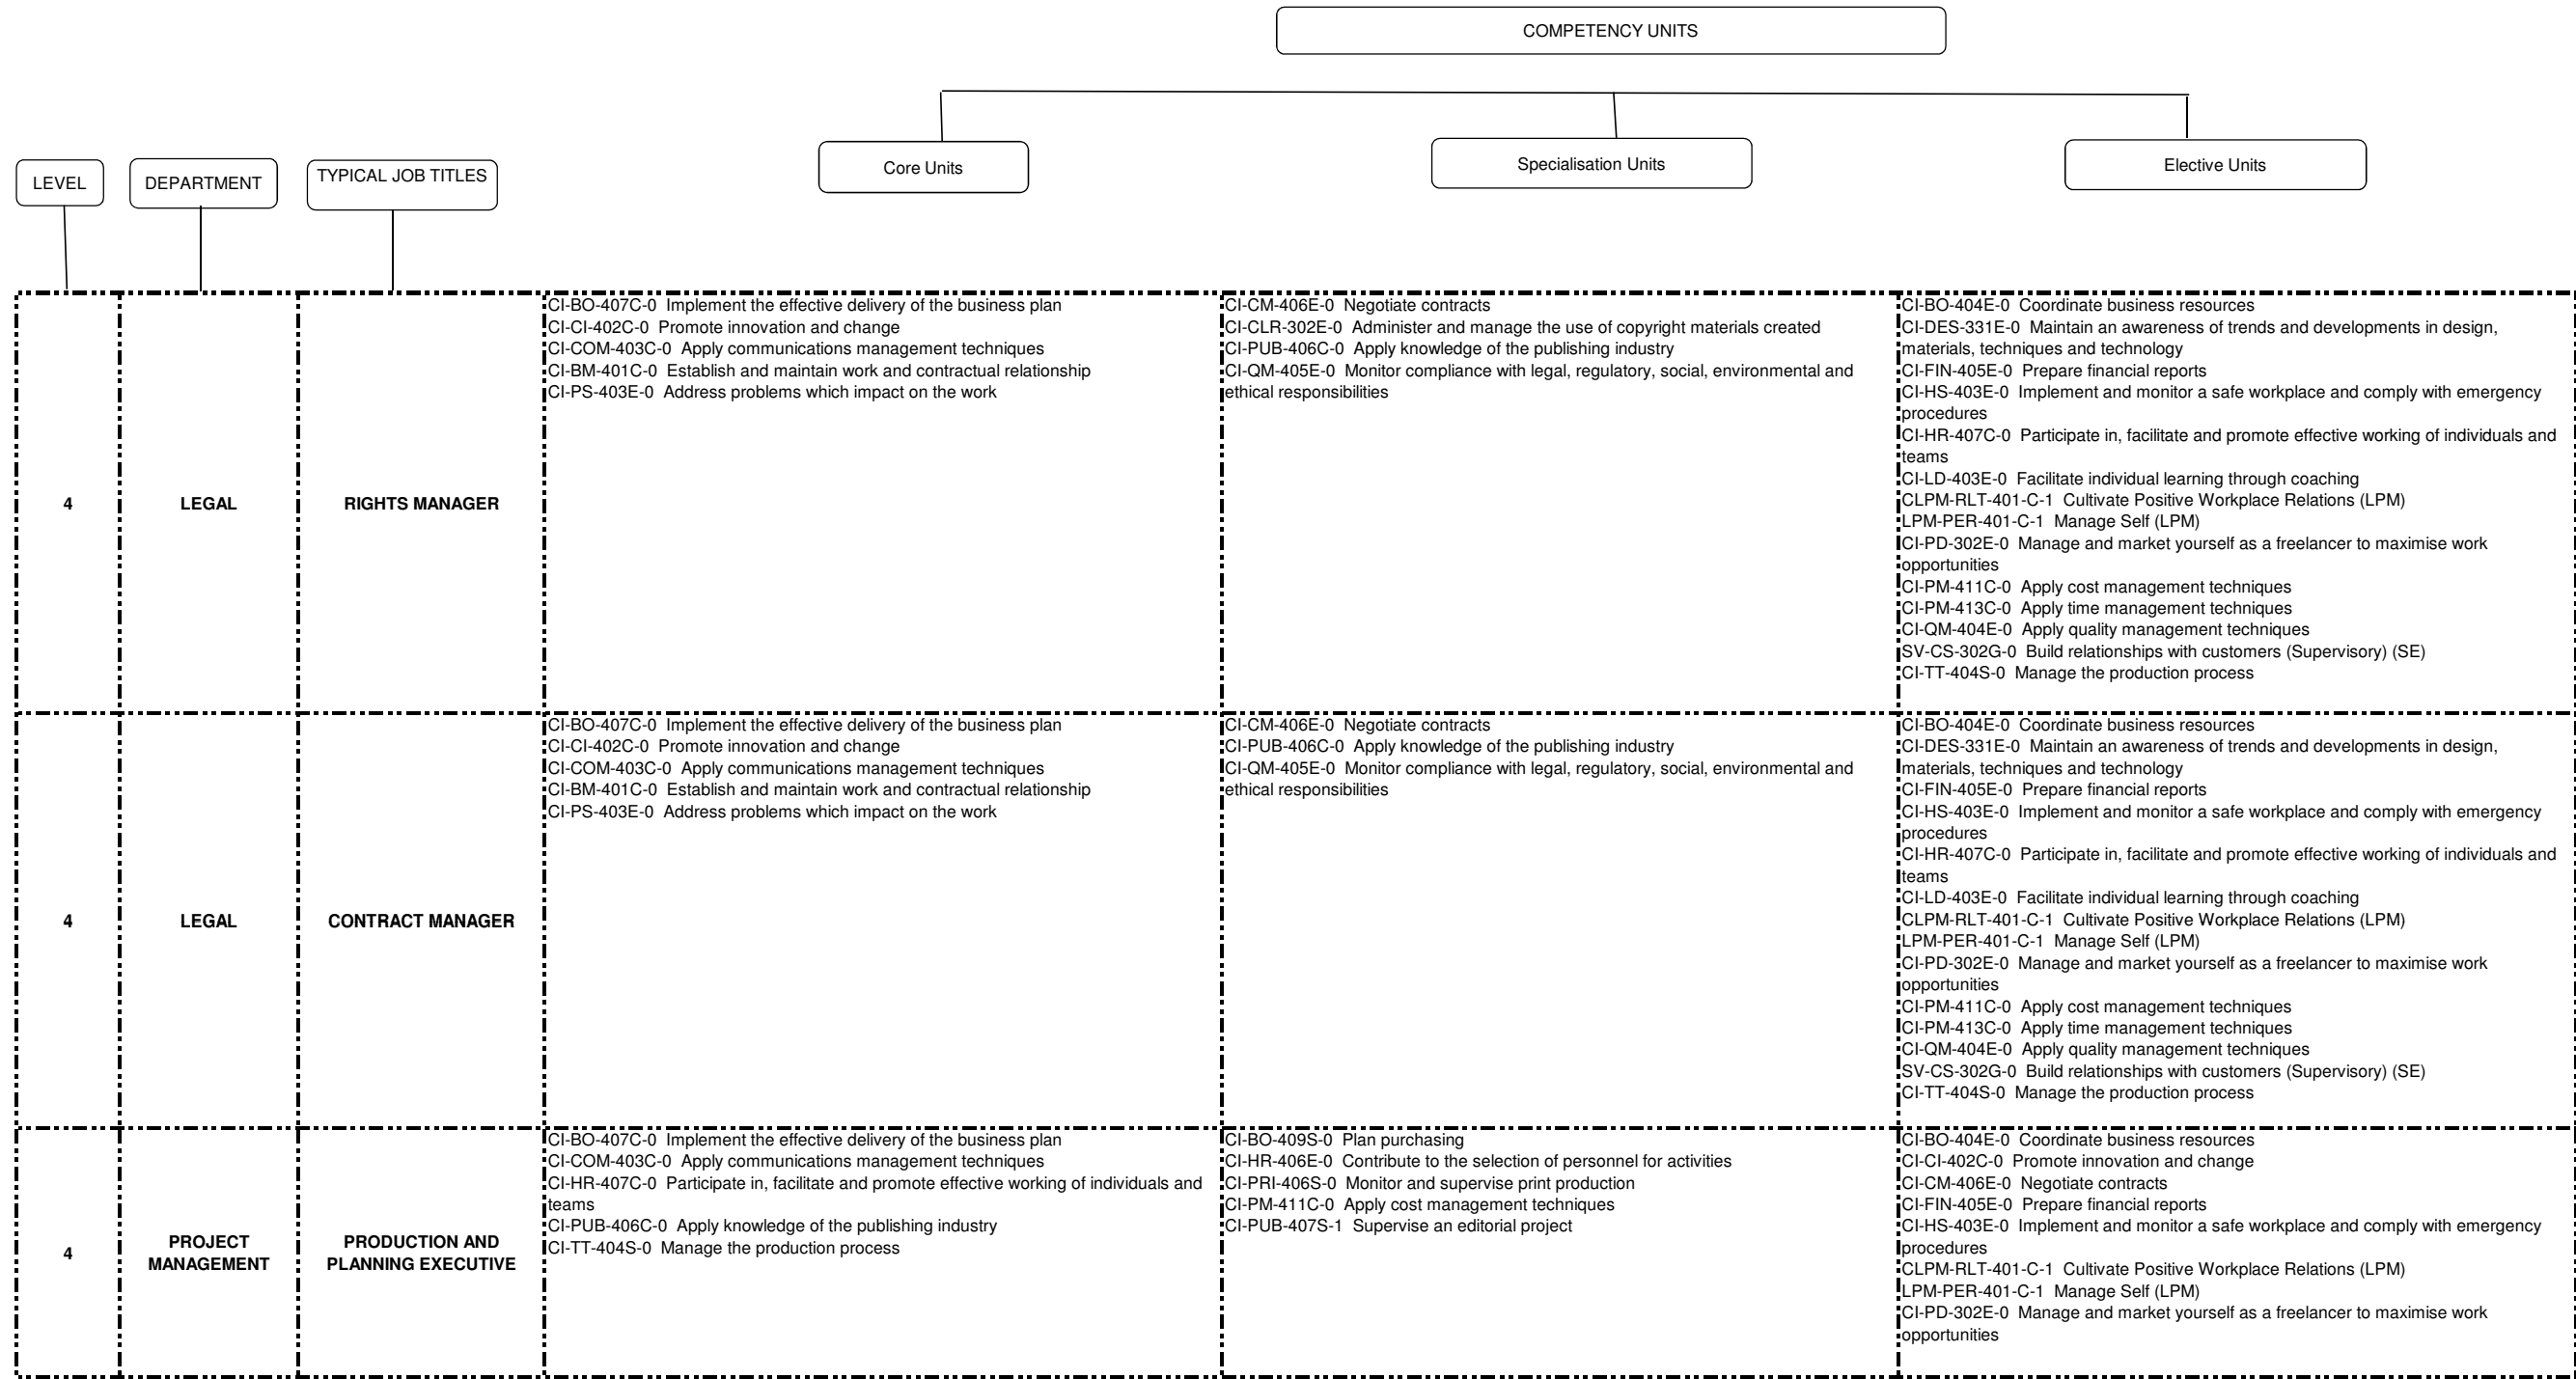 COMPETENCY UNITS
Core Units
Specialisation Units
Elective Units
LEVEL
DEPARTMENT
TYPICAL JOB TITLES
4
LEGAL
RIGHTS MANAGER
CI-BO-407C-0 Implement the effective delivery of the business plan
CI-CI-402C-0 Promote innovation and change
CI-COM-403C-0 Apply communications management techniques
CI-BM-401C-0 Establish and maintain work and contractual relationship
CI-PS-403E-0 Address problems which impact on the work
CI-CM-406E-0 Negotiate contracts
CI-CLR-302E-0 Administer and manage the use of copyright materials created
CI-PUB-406C-0 Apply knowledge of the publishing industry
CI-QM-405E-0 Monitor compliance with legal, regulatory, social, environmental and
ethical responsibilities
CI-BO-404E-0 Coordinate business resources
CI-DES-331E-0 Maintain an awareness of trends and developments in design,
materials, techniques and technology
CI-FIN-405E-0 Prepare financial reports
CI-HS-403E-0 Implement and monitor a safe workplace and comply with emergency
procedures
CI-HR-407C-0 Participate in, facilitate and promote effective working of individuals and
teams
CI-LD-403E-0 Facilitate individual learning through coaching
CLPM-RLT-401-C-1 Cultivate Positive Workplace Relations (LPM)
LPM-PER-401-C-1 Manage Self (LPM)
CI-PD-302E-0 Manage and market yourself as a freelancer to maximise work
opportunities
CI-PM-411C-0 Apply cost management techniques
CI-PM-413C-0 Apply time management techniques
CI-QM-404E-0 Apply quality management techniques
SV-CS-302G-0 Build relationships with customers (Supervisory) (SE)
CI-TT-404S-0 Manage the production process
4
LEGAL
CONTRACT MANAGER
CI-BO-407C-0 Implement the effective delivery of the business plan
CI-CI-402C-0 Promote innovation and change
CI-COM-403C-0 Apply communications management techniques
CI-BM-401C-0 Establish and maintain work and contractual relationship
CI-PS-403E-0 Address problems which impact on the work
CI-CM-406E-0 Negotiate contracts
CI-PUB-406C-0 Apply knowledge of the publishing industry
CI-QM-405E-0 Monitor compliance with legal, regulatory, social, environmental and
ethical responsibilities
CI-BO-404E-0 Coordinate business resources
CI-DES-331E-0 Maintain an awareness of trends and developments in design,
materials, techniques and technology
CI-FIN-405E-0 Prepare financial reports
CI-HS-403E-0 Implement and monitor a safe workplace and comply with emergency
procedures
CI-HR-407C-0 Participate in, facilitate and promote effective working of individuals and
teams
CI-LD-403E-0 Facilitate individual learning through coaching
CLPM-RLT-401-C-1 Cultivate Positive Workplace Relations (LPM)
LPM-PER-401-C-1 Manage Self (LPM)
CI-PD-302E-0 Manage and market yourself as a freelancer to maximise work
opportunities
CI-PM-411C-0 Apply cost management techniques
CI-PM-413C-0 Apply time management techniques
CI-QM-404E-0 Apply quality management techniques
SV-CS-302G-0 Build relationships with customers (Supervisory) (SE)
CI-TT-404S-0 Manage the production process
4
PROJECT
MANAGEMENT
PRODUCTION AND
PLANNING EXECUTIVE
CI-BO-407C-0 Implement the effective delivery of the business plan
CI-COM-403C-0 Apply communications management techniques
CI-HR-407C-0 Participate in, facilitate and promote effective working of individuals and
teams
CI-PUB-406C-0 Apply knowledge of the publishing industry
CI-TT-404S-0 Manage the production process
CI-BO-409S-0 Plan purchasing
CI-HR-406E-0 Contribute to the selection of personnel for activities
CI-PRI-406S-0 Monitor and supervise print production
CI-PM-411C-0 Apply cost management techniques
CI-PUB-407S-1 Supervise an editorial project
CI-BO-404E-0 Coordinate business resources
CI-CI-402C-0 Promote innovation and change
CI-CM-406E-0 Negotiate contracts
CI-FIN-405E-0 Prepare financial reports
CI-HS-403E-0 Implement and monitor a safe workplace and comply with emergency
procedures
CLPM-RLT-401-C-1 Cultivate Positive Workplace Relations (LPM)
LPM-PER-401-C-1 Manage Self (LPM)
CI-PD-302E-0 Manage and market yourself as a freelancer to maximise work
opportunities